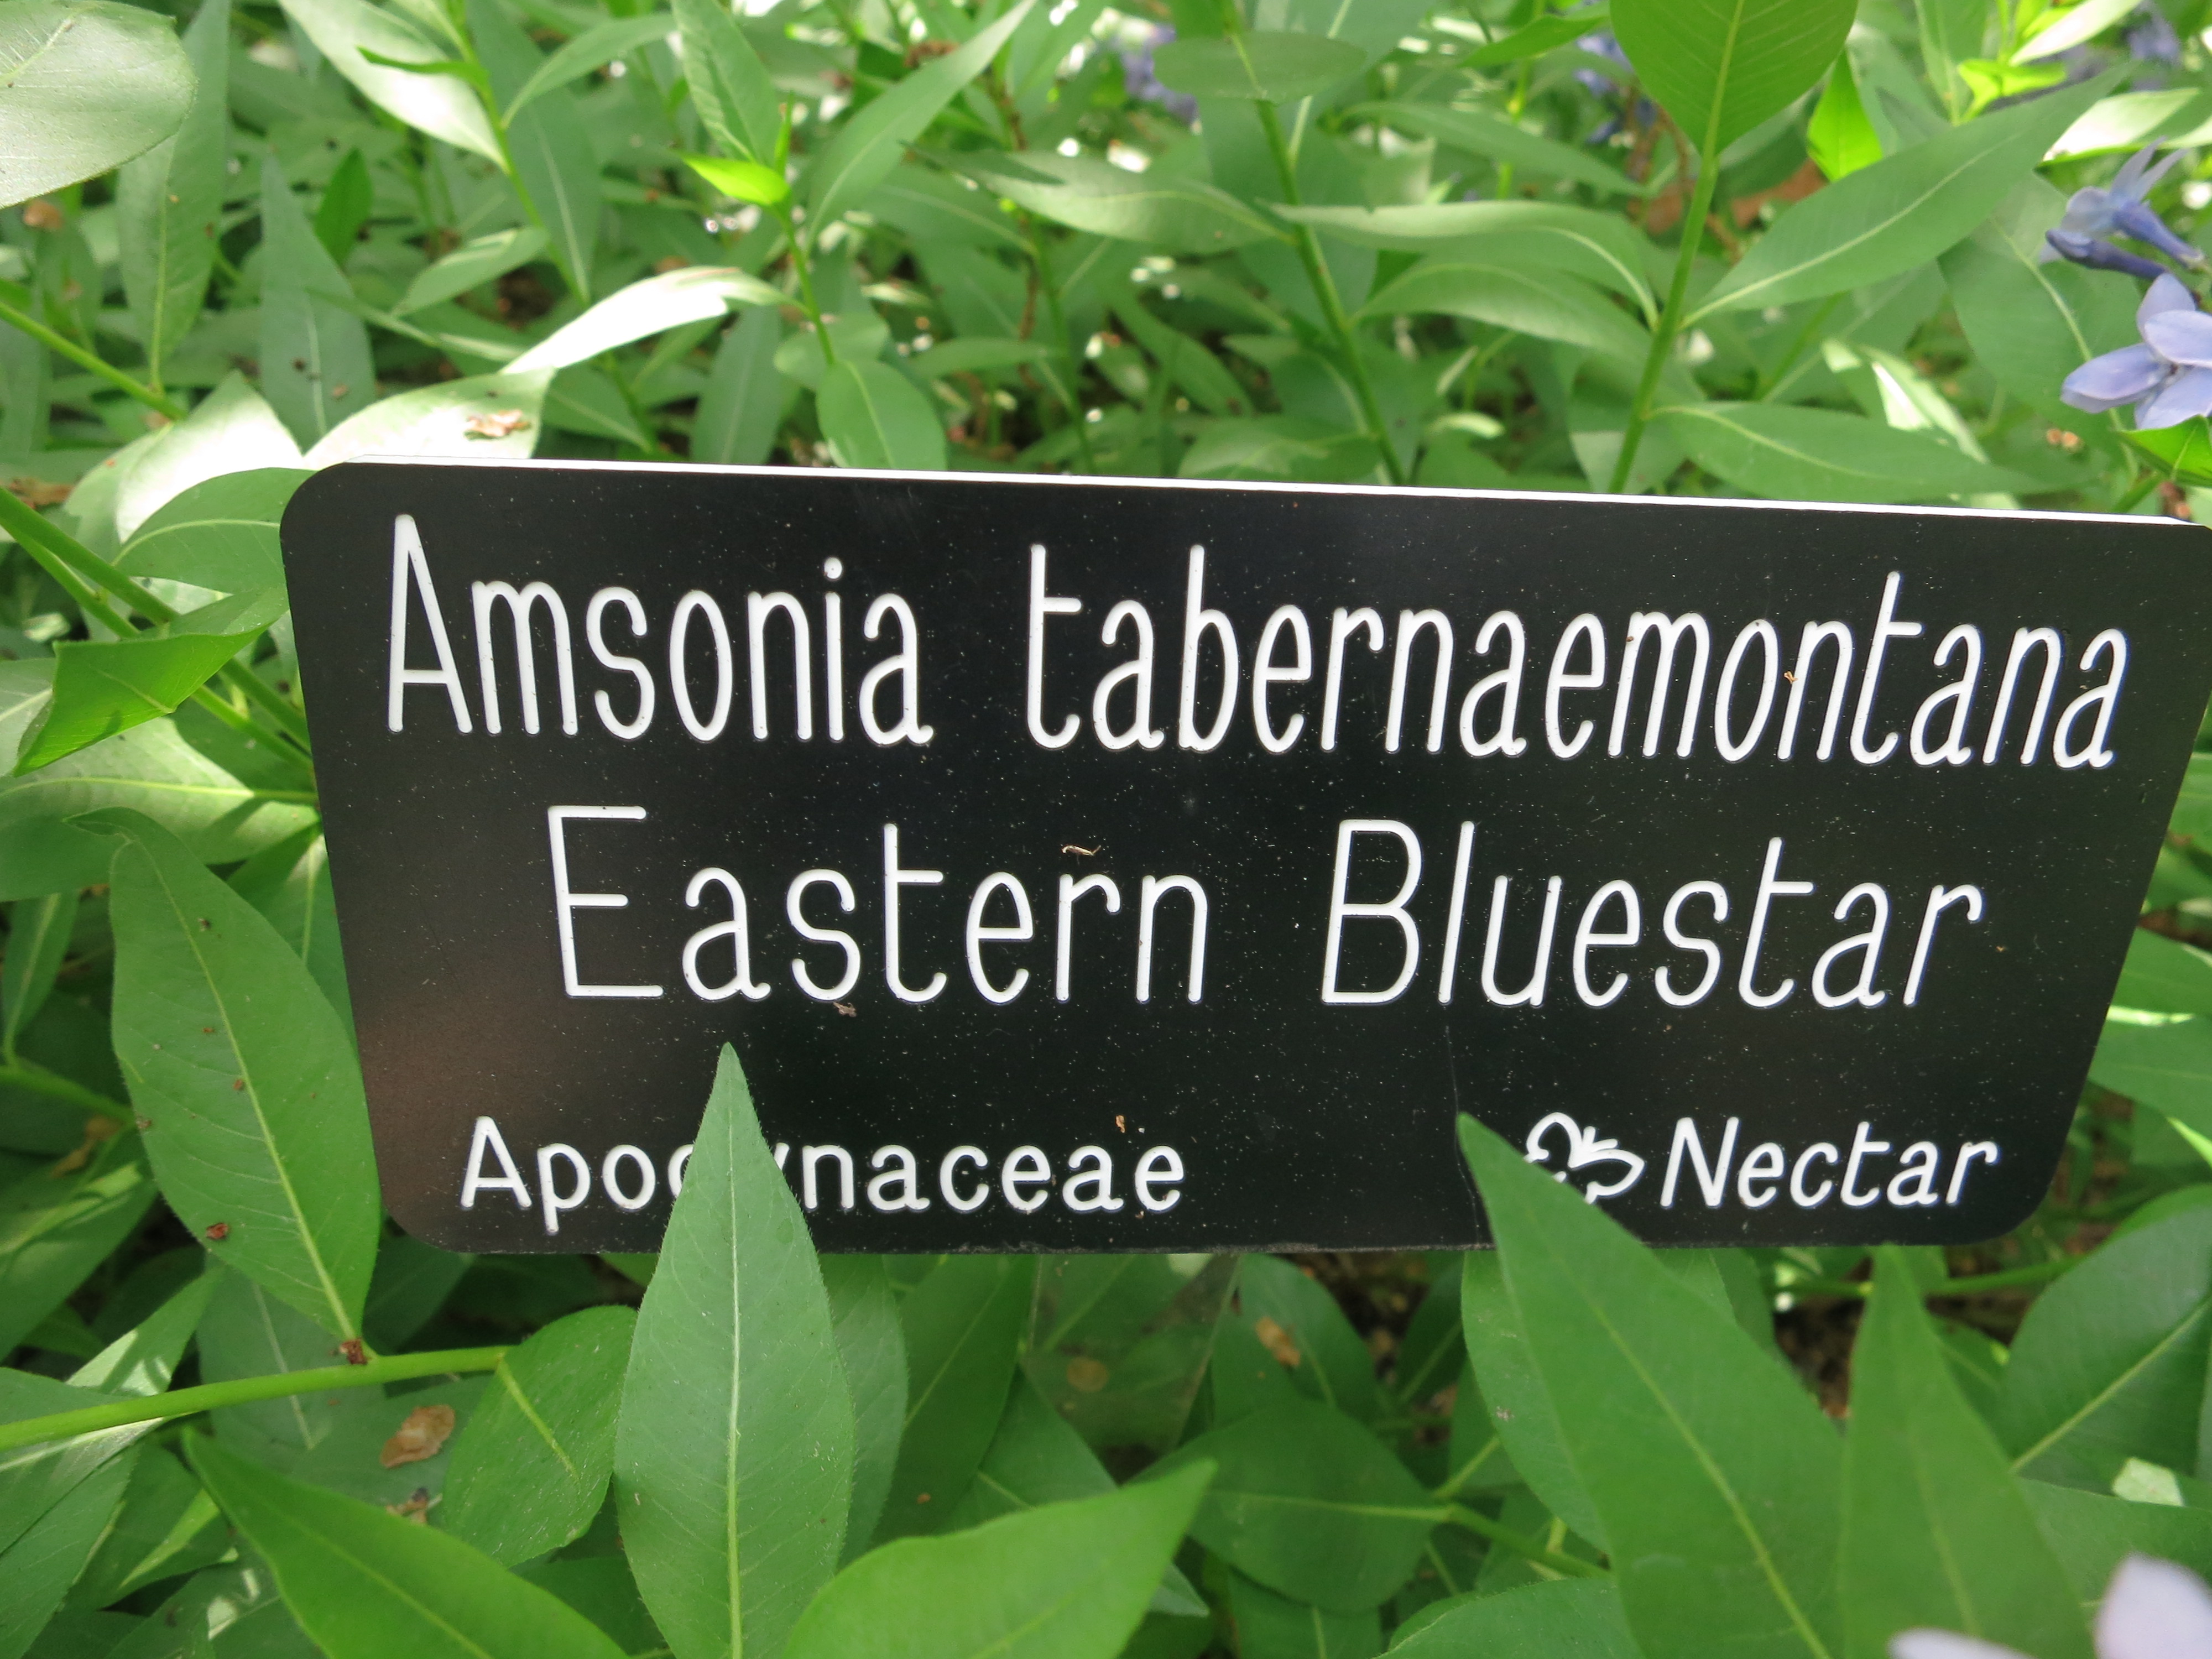 Amsonia tabernaemontana
Eastern Bluestar
Apocynaceae
Nectar